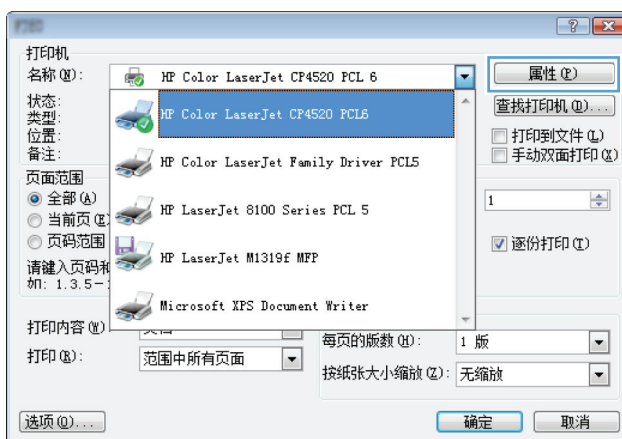 打印机
名称(N): HP Color LaserJet CP4520 PCL 6 属性(P)
状态: HP Color LaserJet CP4520 PCL6 查找打印机(D)...
类型:
位置: 打印到文件(L)
备注: HP Color LaserJet Family Driver PCL5 手动双面打印(X)
页面范围
全部(A) HP LaserJet 8100 Series PCL 5 1
当前页(E)
页码范围 HP LaserJet M1319f MFP 逐份打印(T)
请键入页码和
如: 1.3.5-
Microsoft XPS Document Writer
打印内容(W):
每页的版数(H): 1 版
打印(R): 范围中所有页面
按纸张大小缩放(Z): 无缩放
选项(O)... 确定 取消